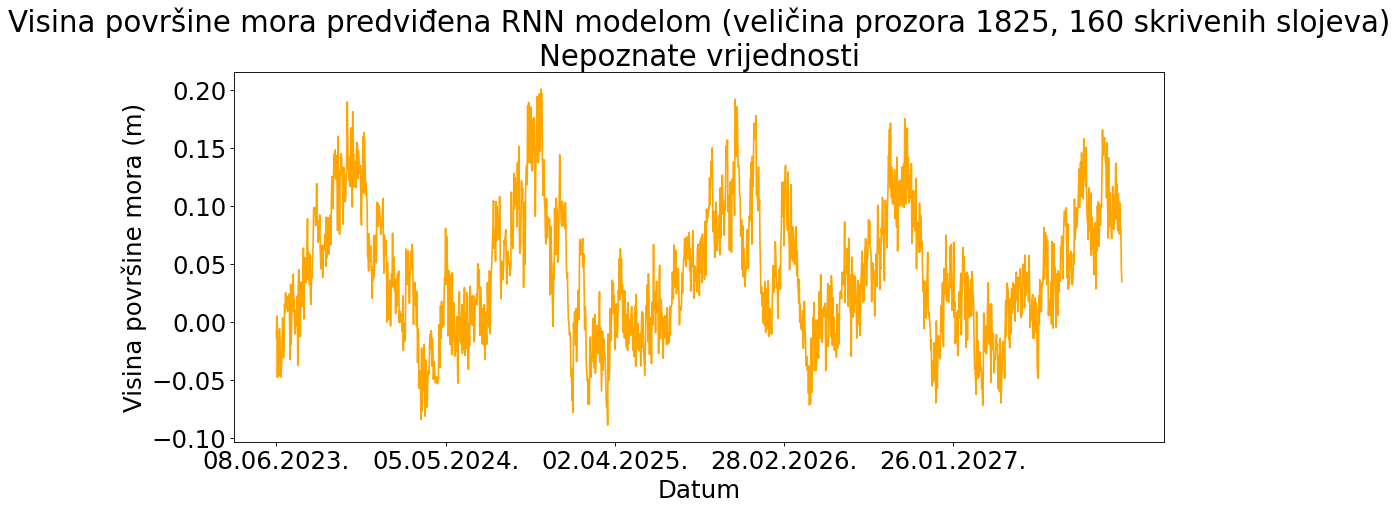 Visina površine mora predviđena RNN modelom (veličina prozora 1825, 160 skrivenih slojeva)
Nepoznate vrijednosti
Visina površine mora (m)
0.20
0.15
0.10
0.05
0.00
−0.05
−0.10
08.06.2023. 05.05.2024. 02.04.2025. 28.02.2026. 26.01.2027.
Datum